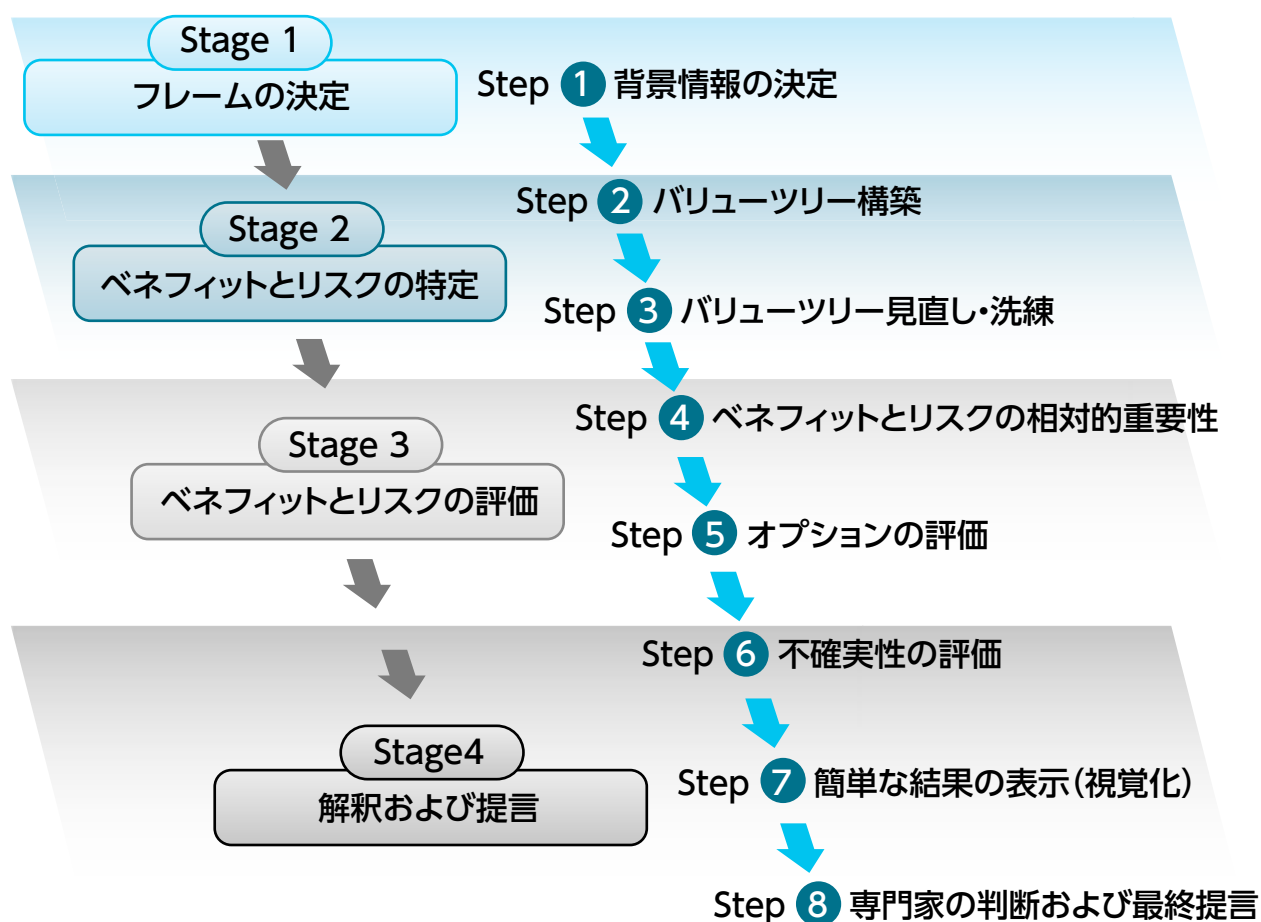 Stage 1
フレームの決定
Step 1 背景情報の決定
Step 2 バリューツリー構築
Stage 2
ベネフィットとリスクの特定
Step 3 バリューツリー見直し・洗練
Step 4 ベネフィットとリスクの相対的重要性
Stage 3
ベネフィットとリスクの評価
Step 5 オプションの評価
Step 6 不確実性の評価
Stage4
解釈および提言
Step 7 簡単な結果の表示(視覚化)
Step 8 専門家の判断および最終提言